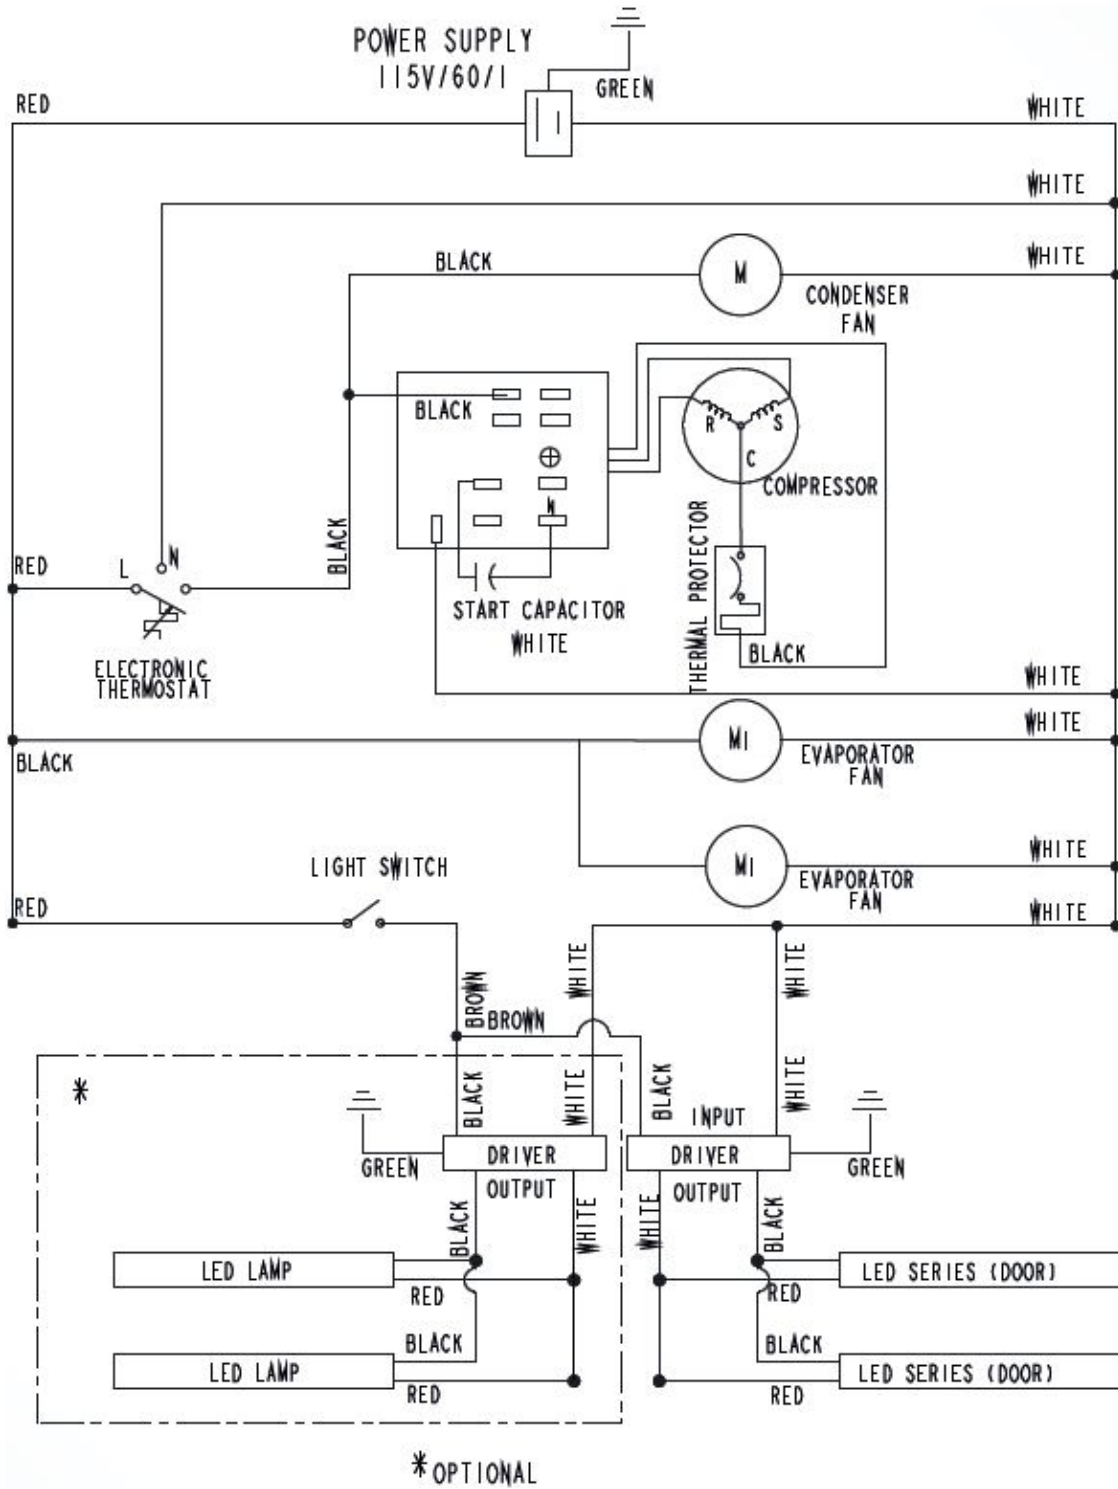 POWER SUPPLY
115V/60/1
GREEN
RED
WHITE
WHITE
BLACK
WHITE
M
CONDENSER
FAN
BLACK
R
S
C
COMPRESSOR
W
BLACK
RED
L
N
START CAPACITOR
WHITE
THERMAL PROTECTOR
BLACK
ELECTRONIC
THERMOSTAT
WHITE
BLACK
M1
WHITE
EVAPORATOR
FAN
LIGHT SWITCH
M1
WHITE
EVAPORATOR
FAN
RED
WHITE
BROWN
WHITE
WHITE
BROWN
*
BLACK
WHITE
BLACK
INPUT
WHITE
GREEN
DRIVER
OUTPUT
DRIVER
OUTPUT
GREEN
BLACK
WHITE
WHITE
BLACK
LED LAMP
RED
RED
LED SERIES (DOOR)
LED LAMP
BLACK
RED
BLACK
RED
LED SERIES (DOOR)
*OPTIONAL